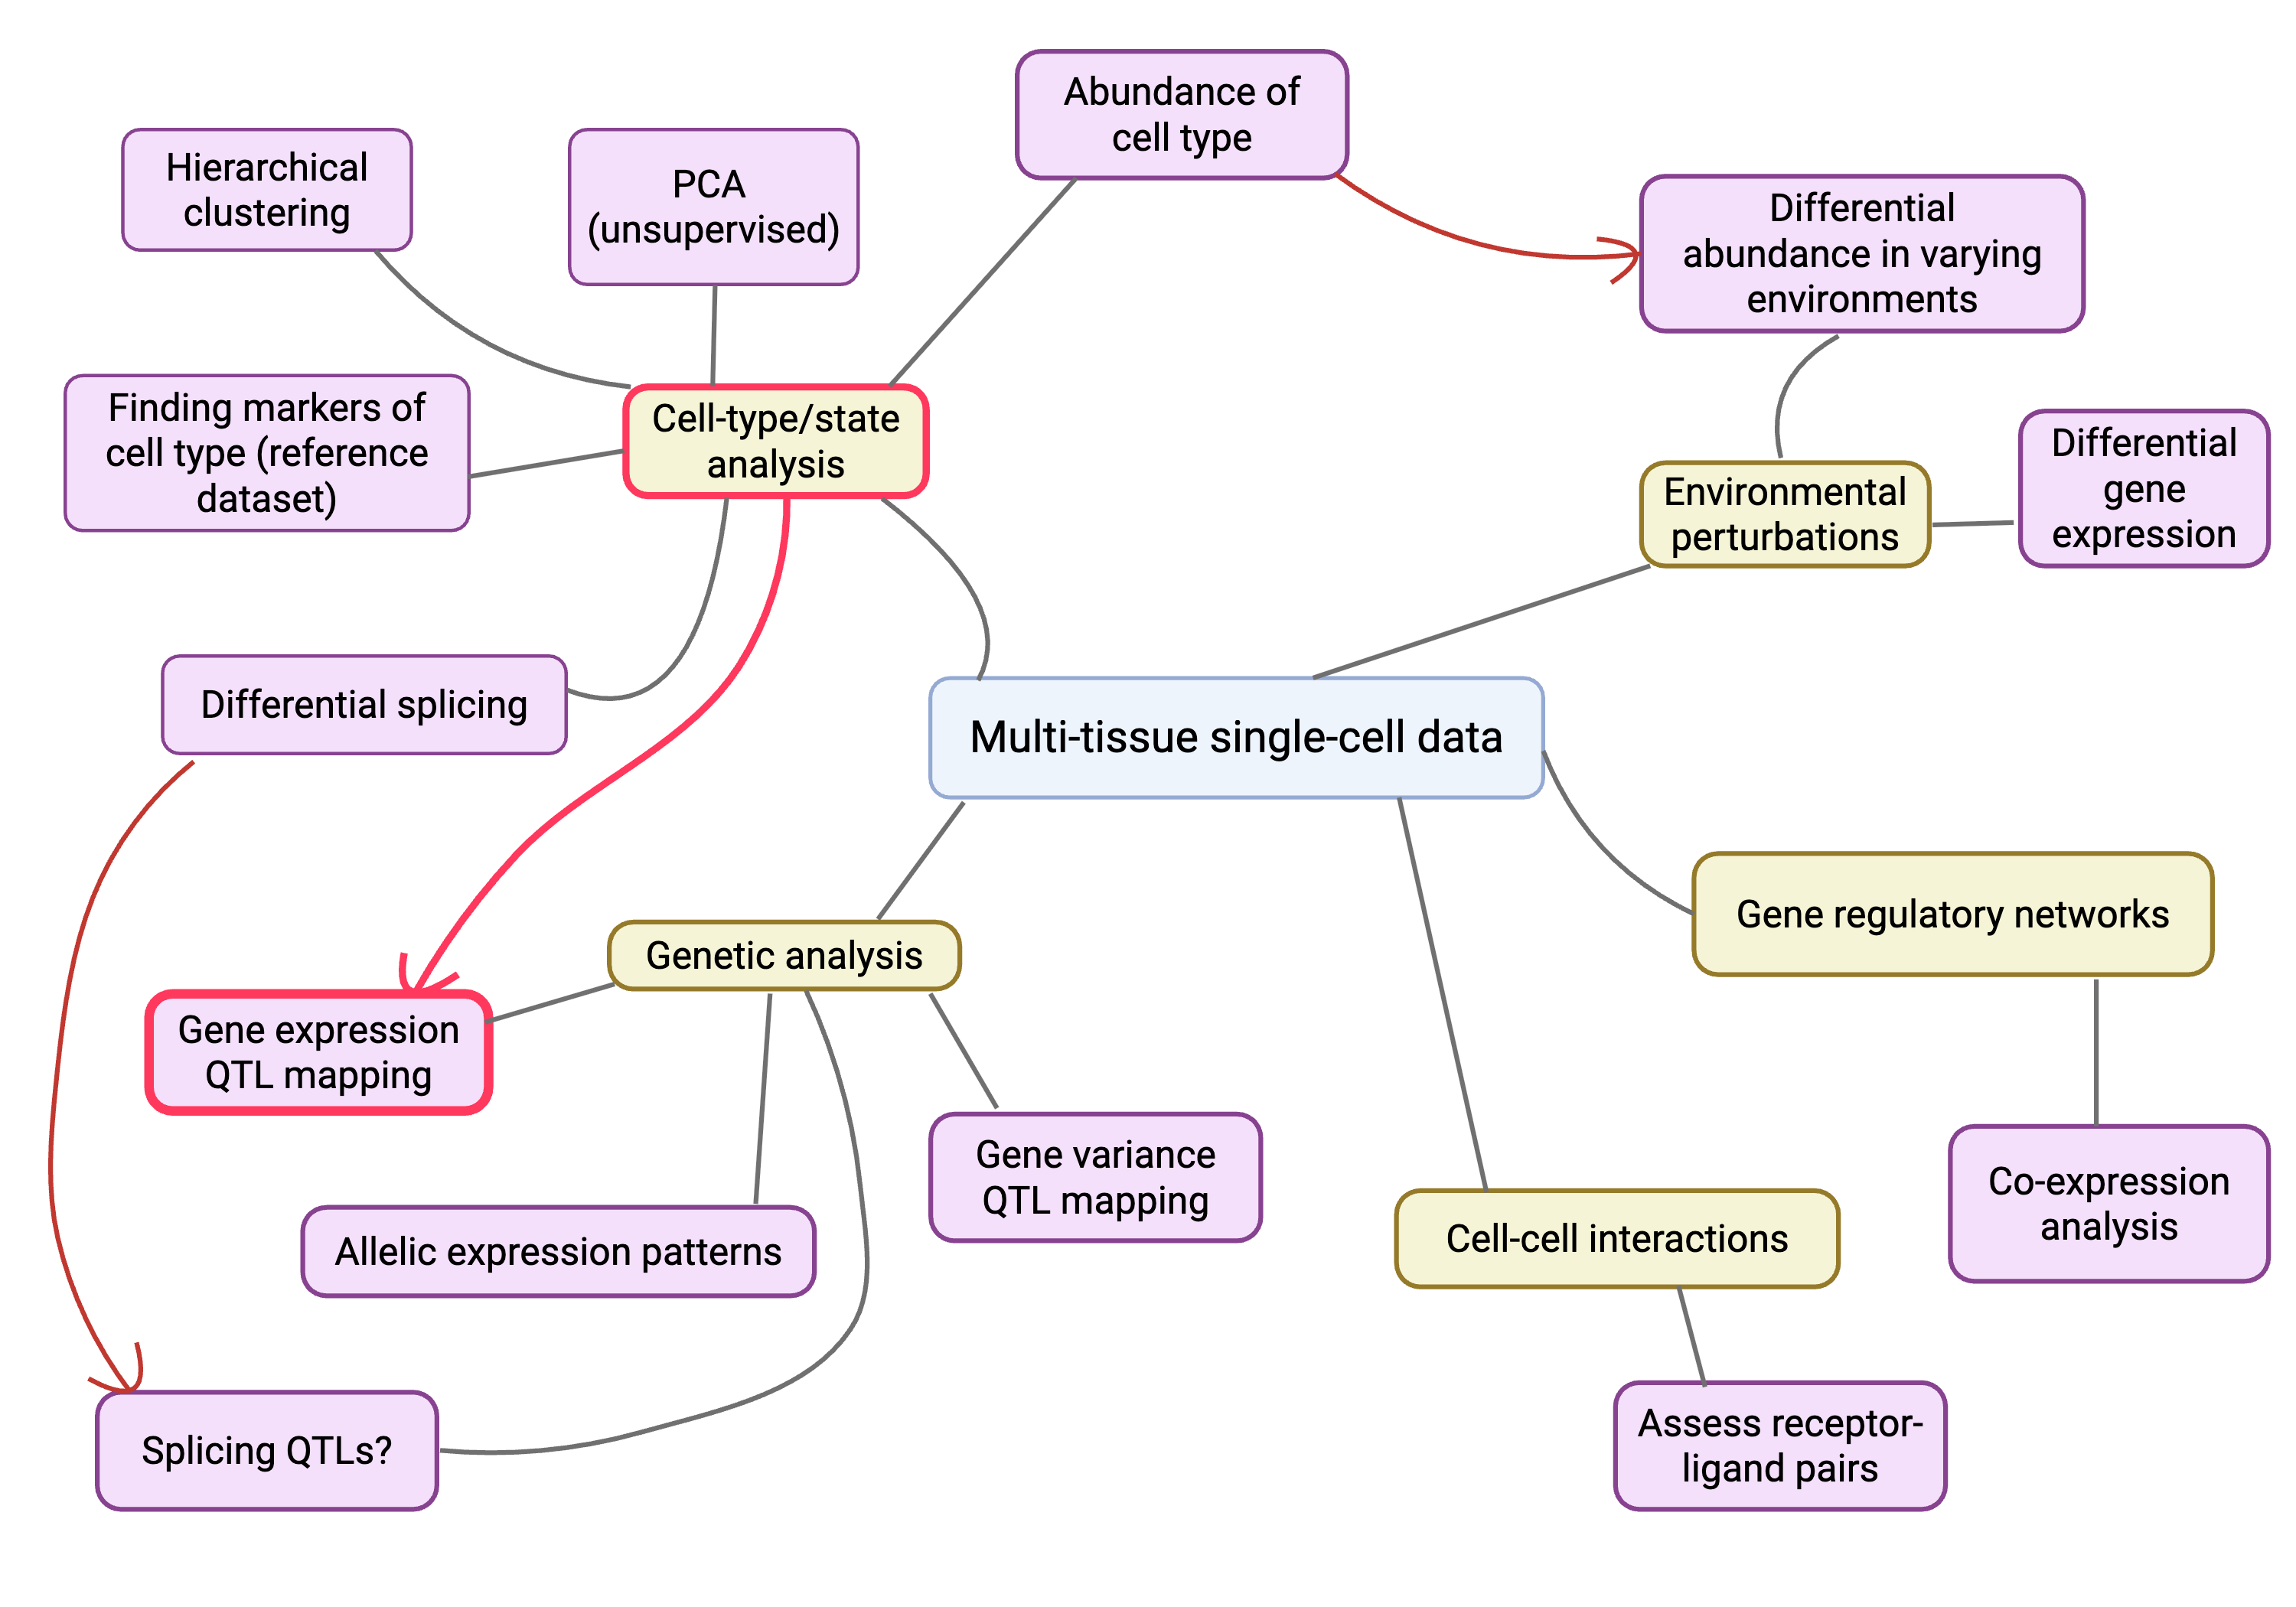 Abundance of
cell type
Hierarchical
clustering
PCA
(unsupervised)
Differential
abundance in varying
environments
Finding markers of
cell type (reference
dataset)
Cell-type/state
analysis
Environmental
perturbations
Differential
gene
expression
Differential splicing
Multi-tissue single-cell data
Genetic analysis
Gene regulatory networks
Gene expression
QTL mapping
Gene variance
QTL mapping
Allelic expression patterns
Cell-cell interactions
Co-expression
analysis
Splicing QTLs?
Assess receptor-
ligand pairs